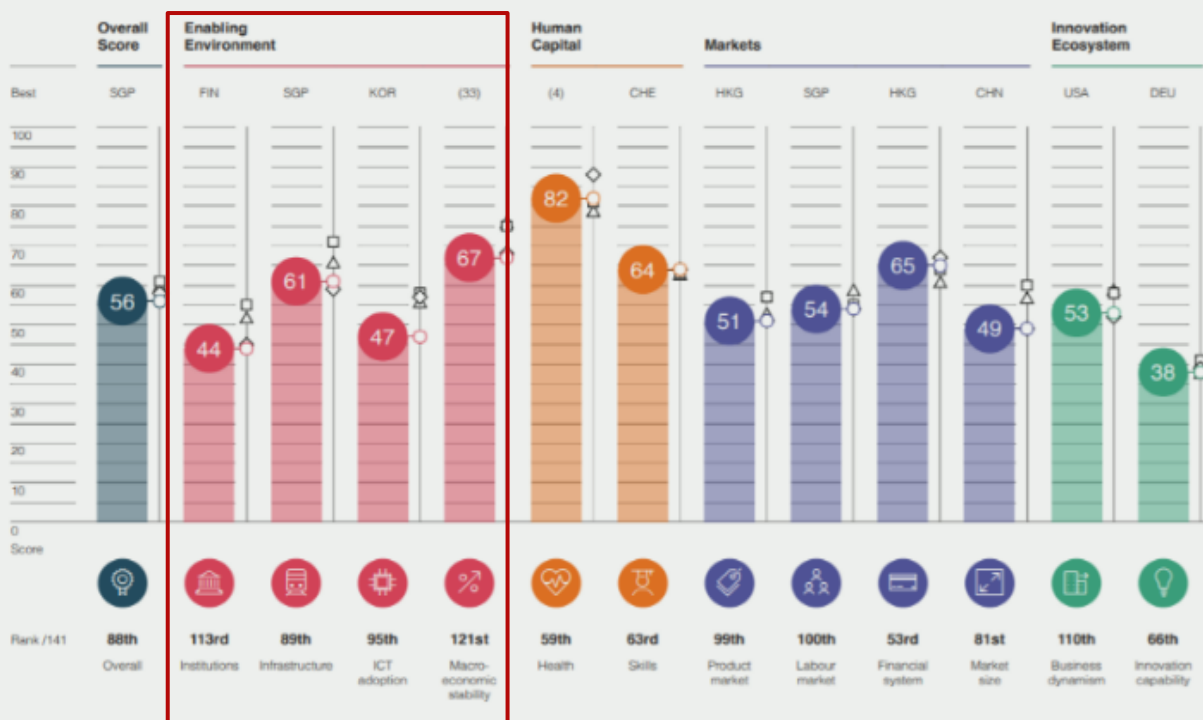 Overall Score
Enabling Environment
Human Capital
Markets
Innovation Ecosystem
Best SGP FIN SGP KOR (33) (4) CHE HKG SGP HKG CHN USA DEU
100
90
80
70
60
50
40
30
20
10
0
Score
56 44 61 47 67 82 64 51 54 65 49 53 38
Rank /141 88th 113rd 89th 95th 121st 59th 63rd 99th 100th 53rd 81st 110th 66th
Overall Institutions Infrastructure ICT adoption Macro-economic stability Health Skills Product market Labour market Financial system Market size Business dynamism Innovation capability